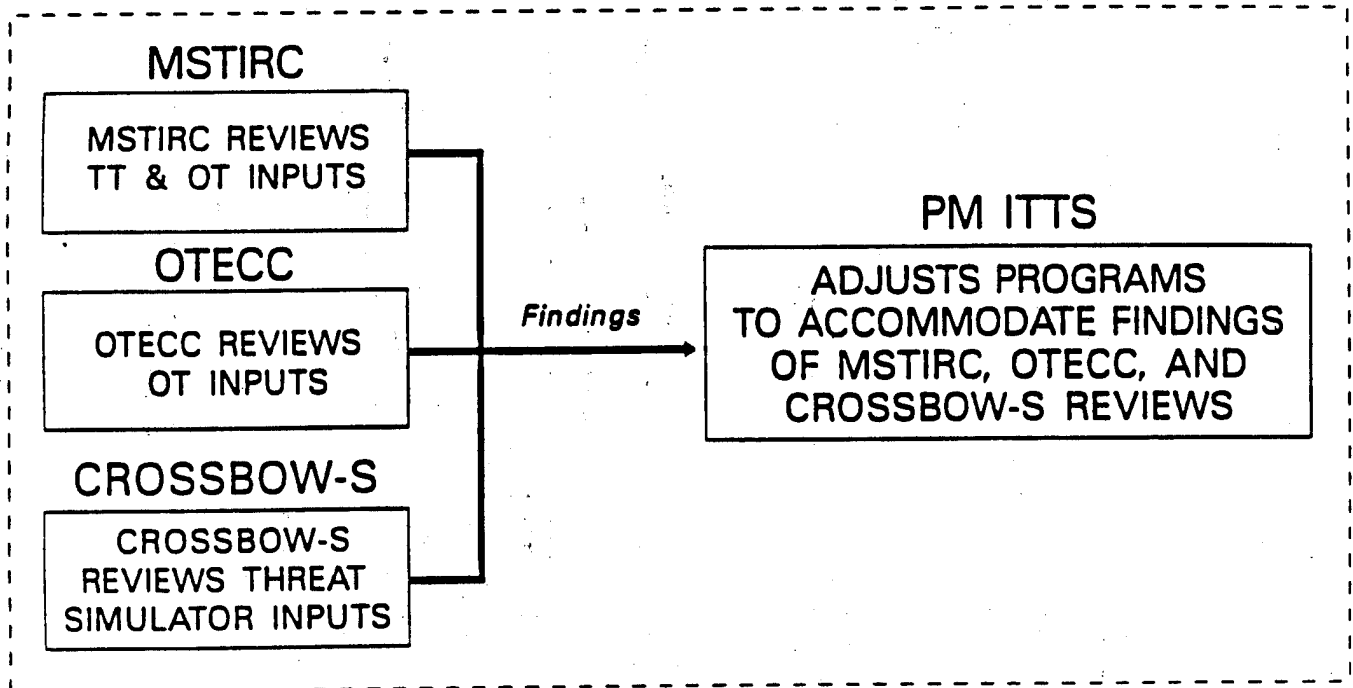 MSTIRC
MSTIRC REVIEWS
TT & OT INPUTS
OTECC
OTECC REVIEWS
OT INPUTS
CROSSBOW-S
CROSSBOW-S
REVIEWS THREAT
SIMULATOR INPUTS
Findings
PM ITTS
ADJUSTS PROGRAMS
TO ACCOMMODATE FINDINGS
OF MSTIRC, OTECC, AND
CROSSBOW-S REVIEWS